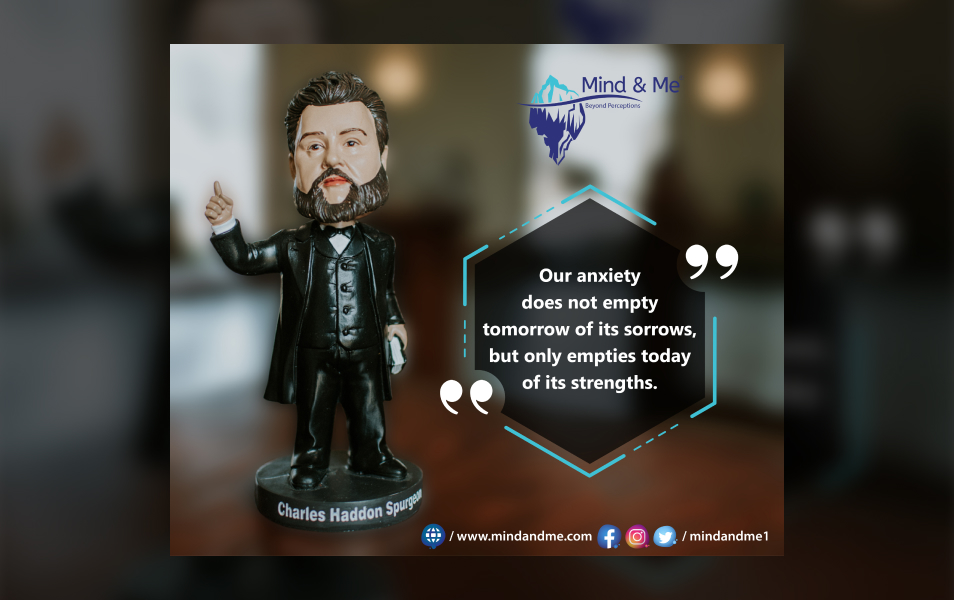 Mind & Me
Beyond Perceptions
Our anxiety
does not empty
tomorrow of its sorrows,
but only empties today
of its strengths.
Charles Haddon Spurgeon
/ www.mindandme.com
/ mindandme1